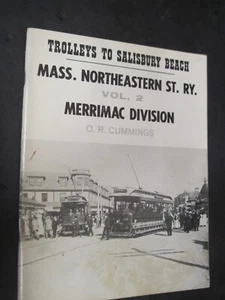 TROLLEYS TO SALISBURY BEACH
MASS. NORTHEASTERN ST. RY.
VOL. 2
MERRIMAC DIVISION
O. R. CUMMINGS